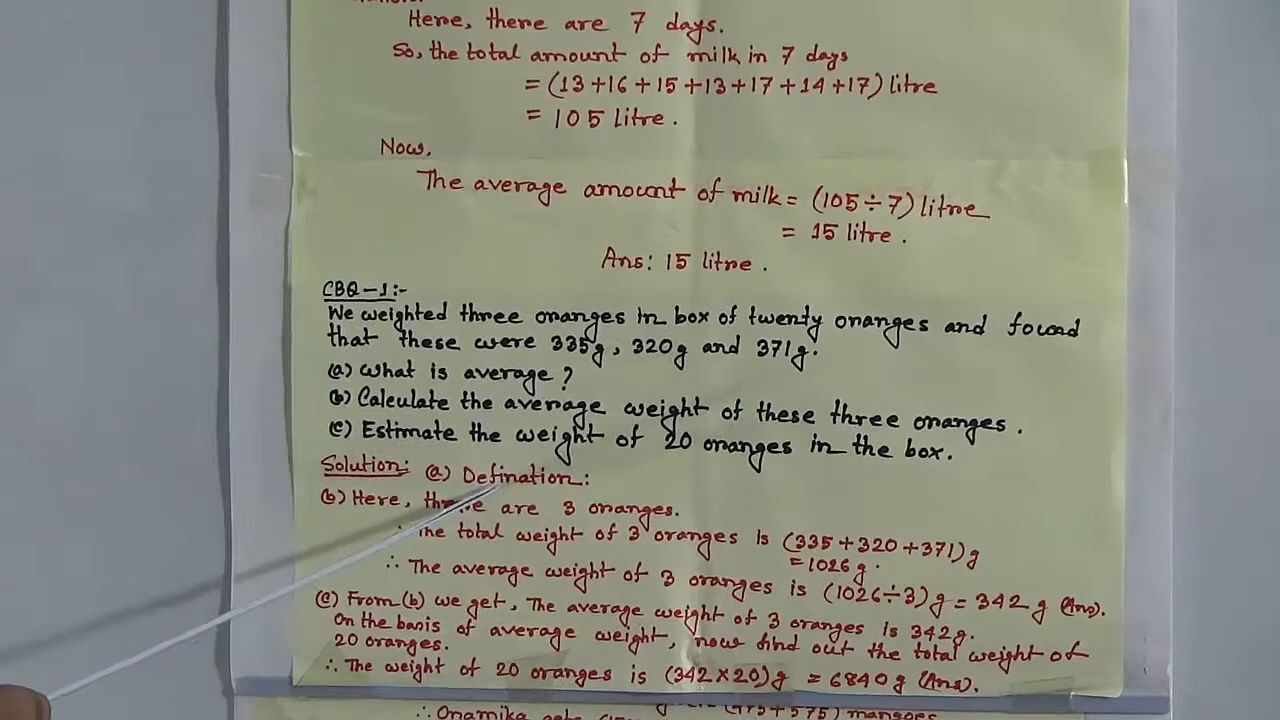 Here, there are 7 days.
So, the total amount of milk in 7 days
= (13+16+15+13+17+14+17) litre
= 105 litre.
Now,
The average amount of milk = (105÷7) litre
= 15 litre.
Ans: 15 litre.
CBQ-1:-
We weighted three oranges in box of twenty oranges and found
that these were 335g, 320g and 371g.
(a) What is average?
(b) Calculate the average weight of these three oranges.
(c) Estimate the weight of 20 oranges in the box.
Solution: (a) Defination:
(b) Here, there are 3 oranges.
∴ The total weight of 3 oranges is (335+320+371)g
= 1026g.
∴ The average weight of 3 oranges is (1026÷3)g = 342g (Ans).
(c) From (b) we get, The average weight of 3 oranges is 342g.
On the basis of average weight, now find out the total weight of
20 oranges.
∴ The weight of 20 oranges is (342×20)g = 6840g (Ans).
∴ Onamika gets (475+575) mangoes